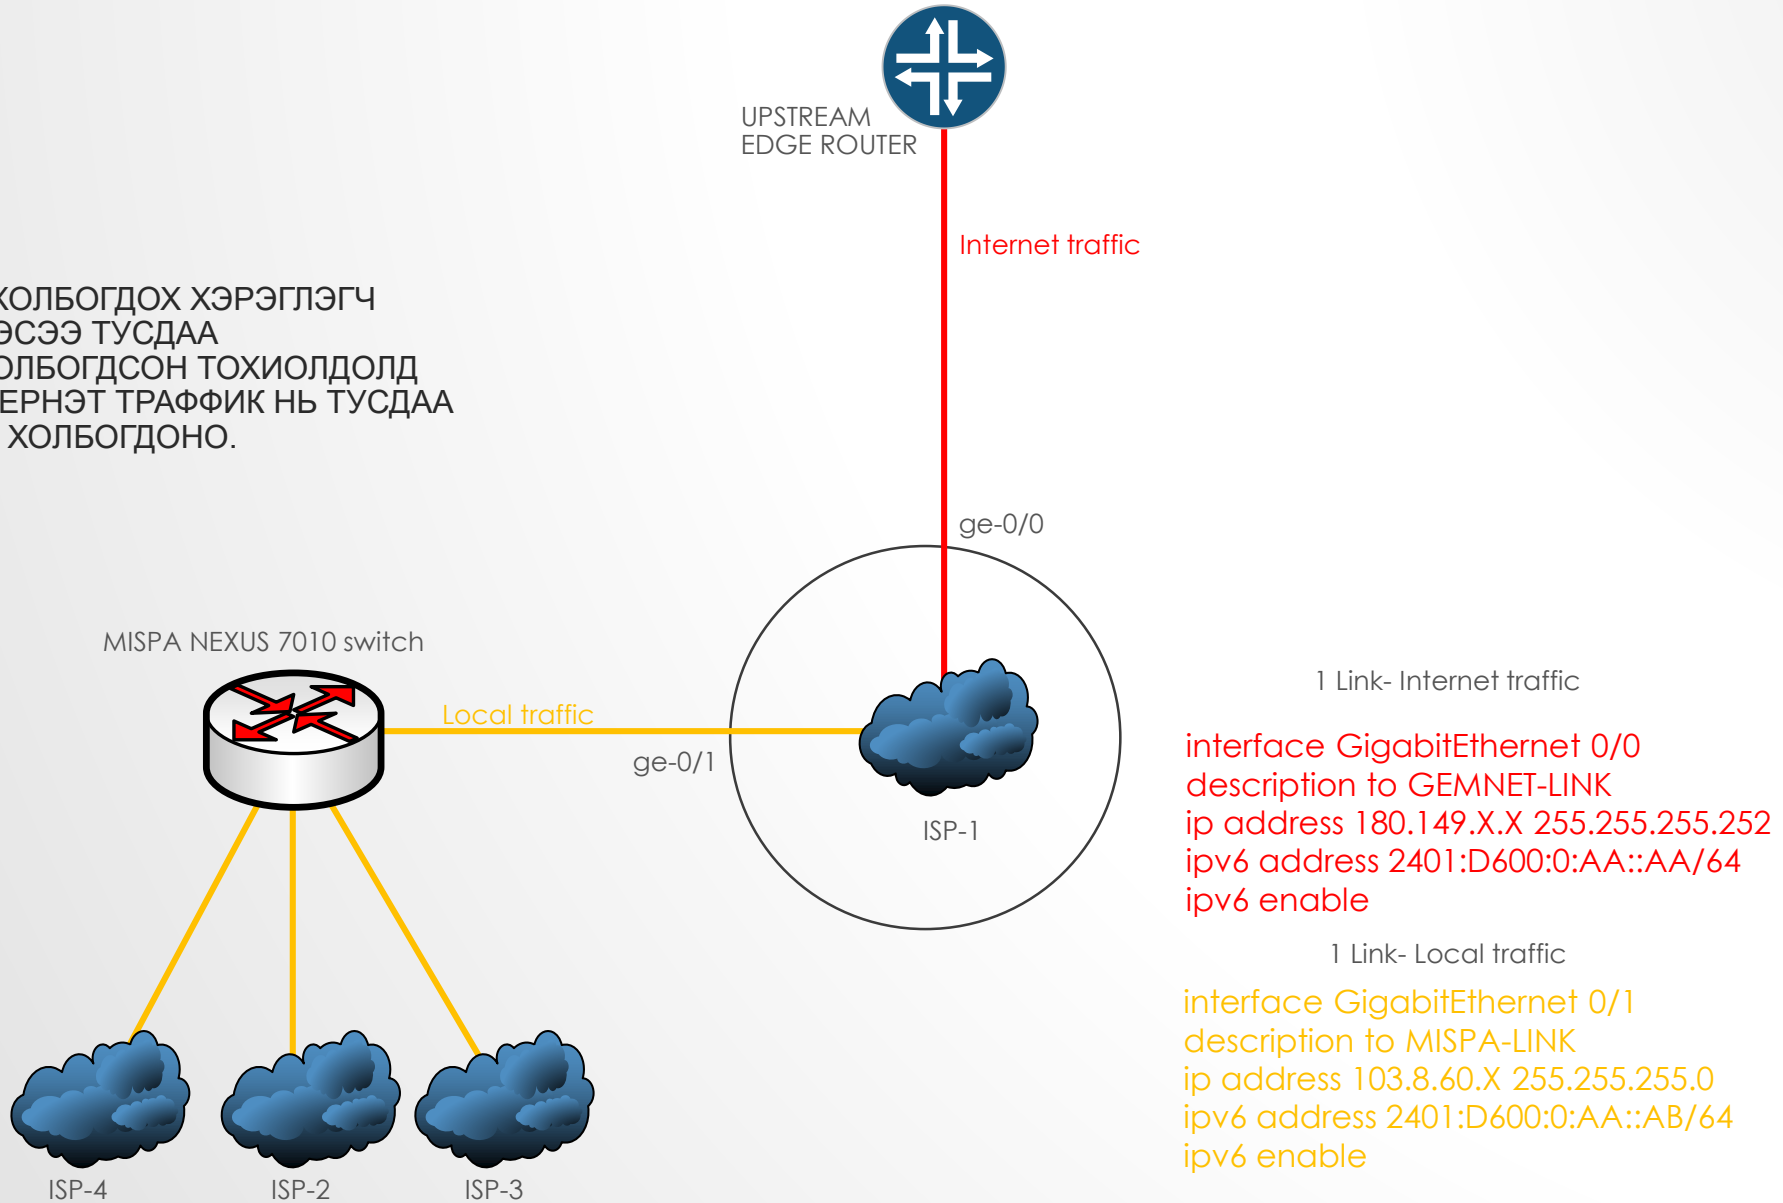 UPSTREAM
EDGE ROUTER
Internet traffic
ХОЛБОГДОХ ХЭРЭГЛЭГЧ
ТУСДАА
ТОХИОЛДОЛД
ТРАФФИК НЬ ТУСДАА
ХОЛБОГДОНО.
ge-0/0
MISPA NEXUS 7010 switch
Local traffic
ge-0/1
ISP-1
1 Link- Internet traffic
interface GigabitEthernet 0/0
description to GEMNET-LINK
ip address 180.149.X.X 255.255.255.252
ipv6 address 2401:D600:0:AA::AA/64
ipv6 enable
1 Link- Local traffic
interface GigabitEthernet 0/1
description to MISPA-LINK
ip address 103.8.60.X 255.255.255.0
ipv6 address 2401:D600:0:AA::AB/64
ipv6 enable
ISP-4
ISP-2
ISP-3